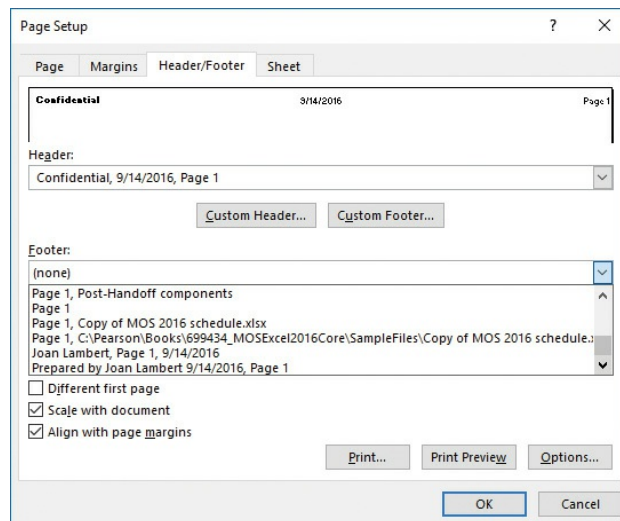 Page Setup ? ×
Page Margins Header/Footer Sheet
Confidential 9/14/2016 Page 1
Header:
Confidential, 9/14/2016, Page 1
Custom Header... Custom Footer...
Footer:
(none)
Page 1, Post-Handoff components
Page 1
Page 1, Copy of MOS 2016 schedule.xlsx
Page 1, C:\Pearson\Books\699434_MOSExcel2016Core\SampleFiles\Copy of MOS 2016 schedule.x
Joan Lambert, Page 1, 9/14/2016
Prepared by Joan Lambert 9/14/2016, Page 1
Different first page
Scale with document
Align with page margins
Print... Print Preview Options...
OK Cancel